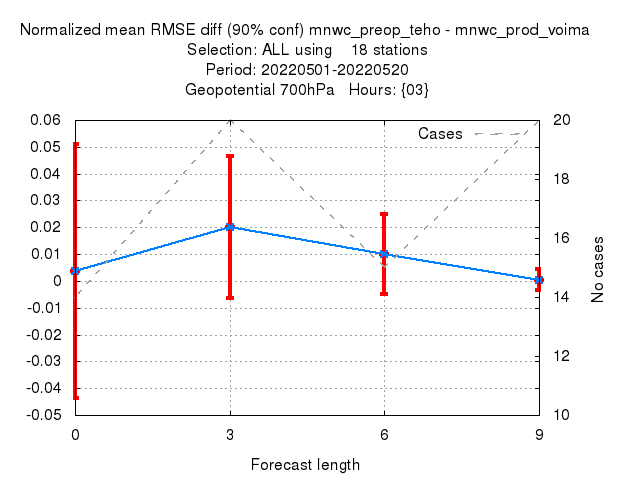 Normalized mean RMSE diff (90% conf) mnwc_preop_teho - mnwc_prod_voima
Selection: ALL using    18 stations
Period: 20220501-20220520
Geopotential 700hPa   Hours: {03}
Cases
0.06
0.05
0.04
0.03
0.02
0.01
0
-0.01
-0.02
-0.03
-0.04
-0.05
20
18
16
14
12
10
No cases
0 3 6 9
Forecast length